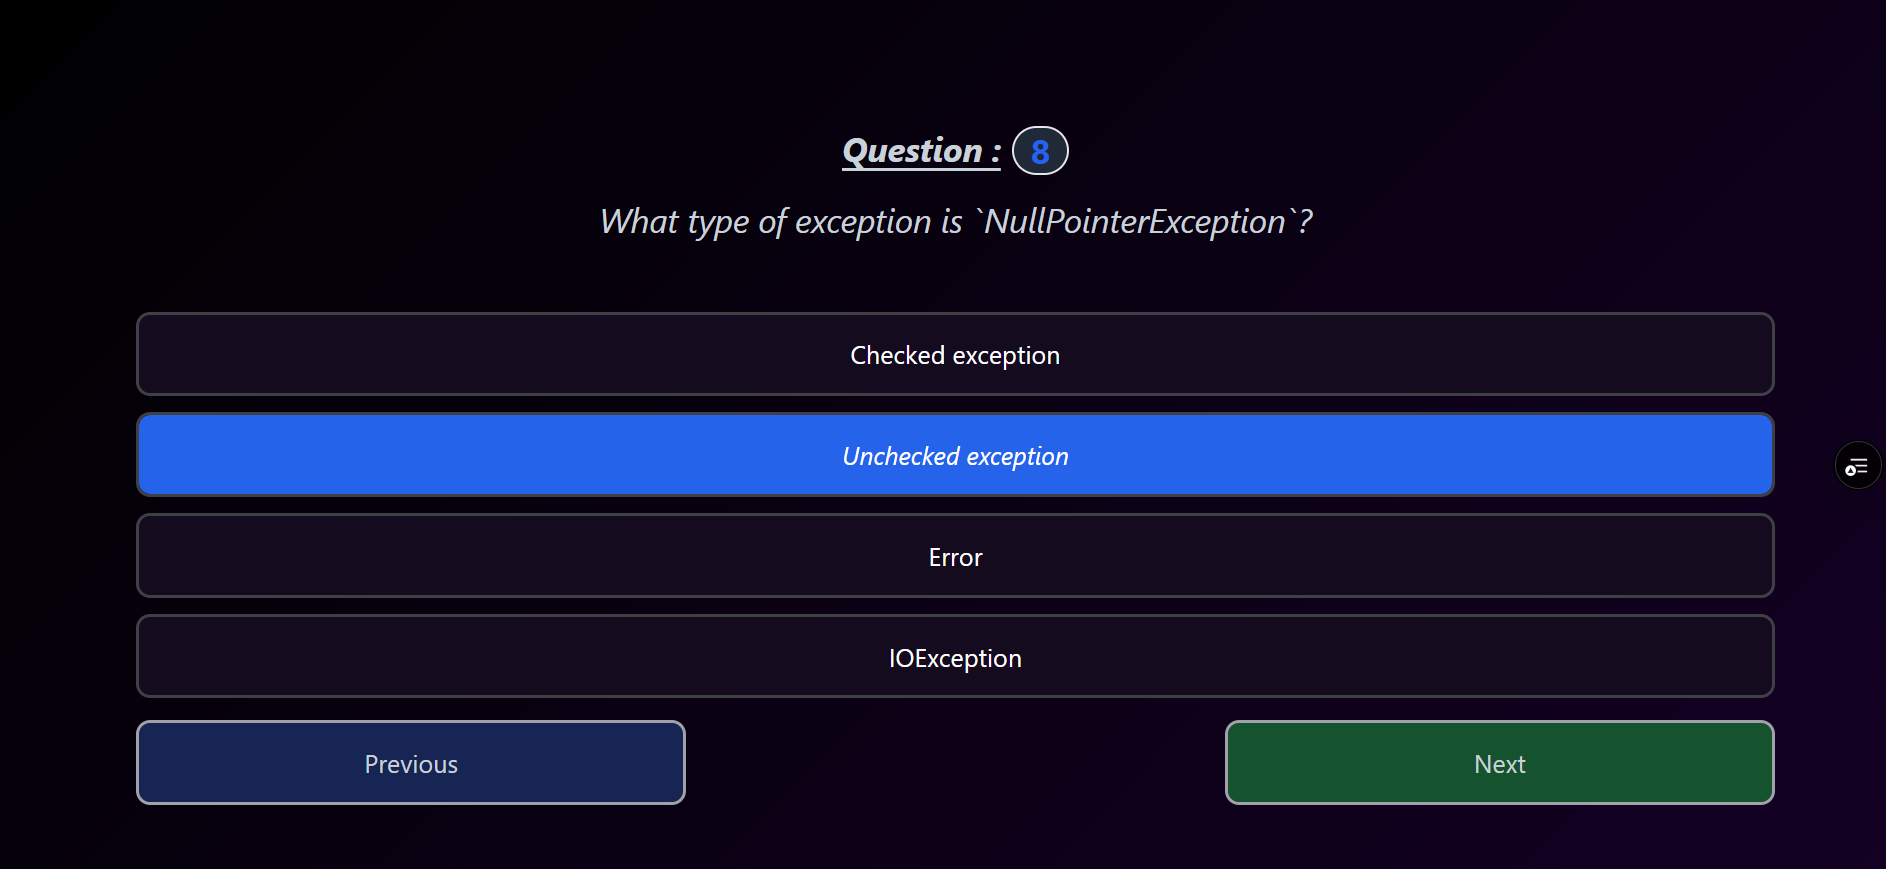 Question : 8
What type of exception is `NullPointerException`?
Checked exception
Unchecked exception
Error
IOException
Previous
Next